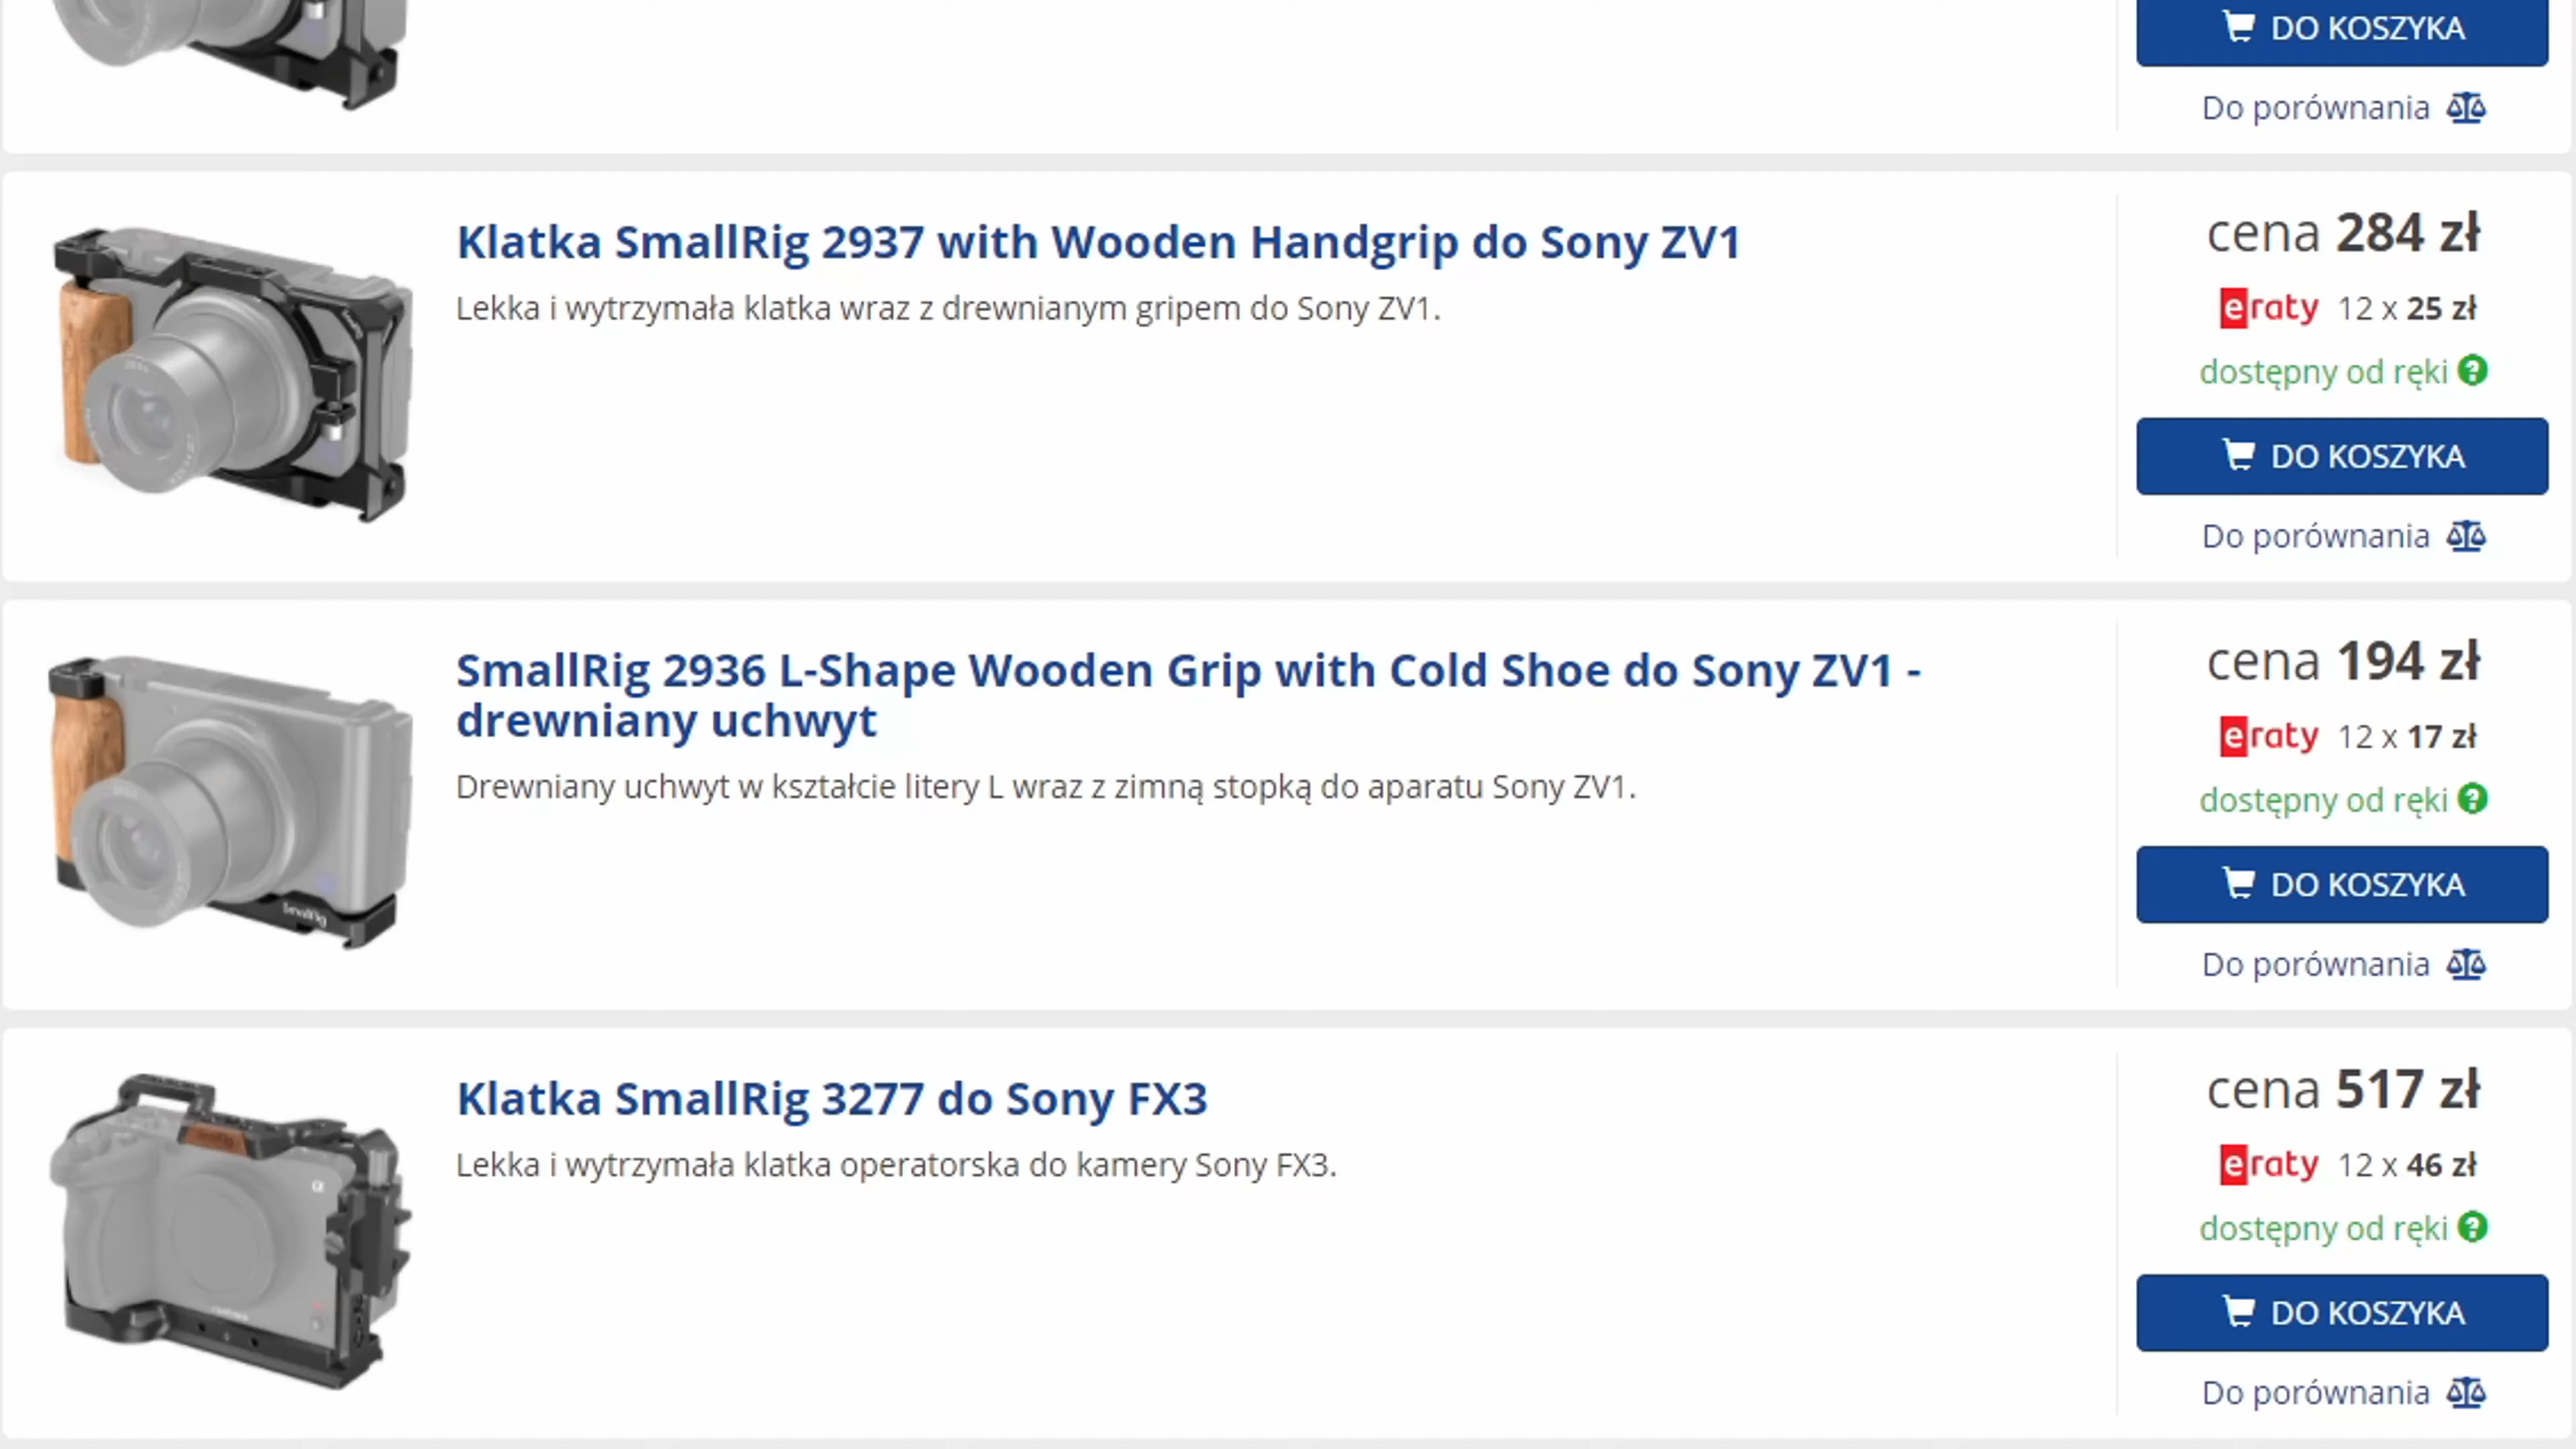 DO KOSZYKA
Do porównania
Klatka SmallRig 2937 with Wooden Handgrip do Sony ZV1
Lekka i wytrzymała klatka wraz z drewnianym gripem do Sony ZV1.
cena 284 zł
eraty 12 x 25 zł
dostępny od ręki ?
DO KOSZYKA
Do porównania
SmallRig 2936 L-Shape Wooden Grip with Cold Shoe do Sony ZV1 -
drewniany uchwyt
Drewniany uchwyt w kształcie litery L wraz z zimną stopką do aparatu Sony ZV1.
SmallRig
cena 194 zł
eraty 12 x 17 zł
dostępny od ręki ?
DO KOSZYKA
Do porównania
Klatka SmallRig 3277 do Sony FX3
Lekka i wytrzymała klatka operatorska do kamery Sony FX3.
α
cena 517 zł
eraty 12 x 46 zł
dostępny od ręki ?
DO KOSZYKA
Do porównania